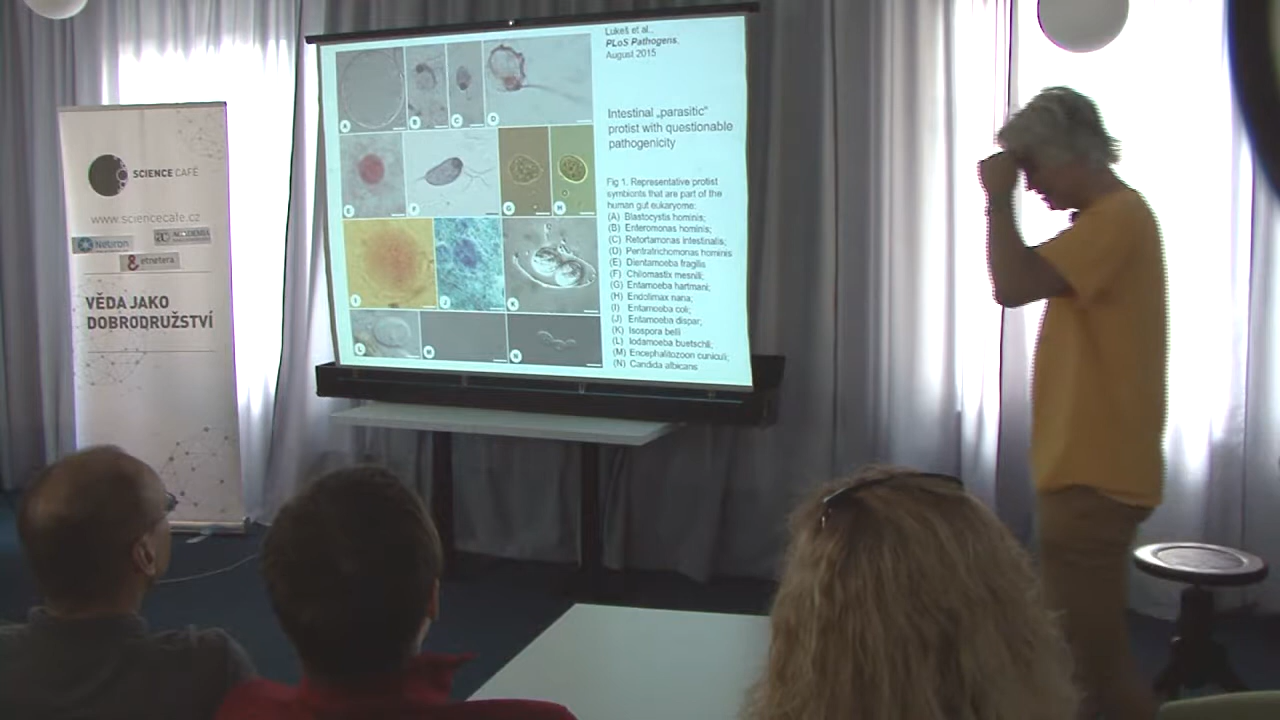 SCIENCE CAFÉ
www.sciencecafe.cz
Netiron
ACADEMIA
etnetera
VĚDA JAKO
DOBRODRUŽSTVÍ
Lukeš et al.,
PLoS Pathogens,
August 2015
Intestinal „parasitic"
protist with questionable
pathogenicity
Fig 1. Representative protist
symbionts that are part of the
human gut eukaryome:
(A) Blastocystis hominis;
(B) Enteromonas hominis;
(C) Retortamonas intestinalis;
(D) Pentratrichomonas hominis
(E) Dientamoeba fragilis
(F) Chilomastix mesnili;
(G) Entamoeba hartmani;
(H) Endolimax nana;
(I) Entamoeba coli;
(J) Entamoeba dispar;
(K) Isospora belli
(L) Iodamoeba buetschlii;
(M) Encephalitozoon cuniculi;
(N) Candida albicans
A
B
C
D
E
F
G
H
I
J
K
L
M
N